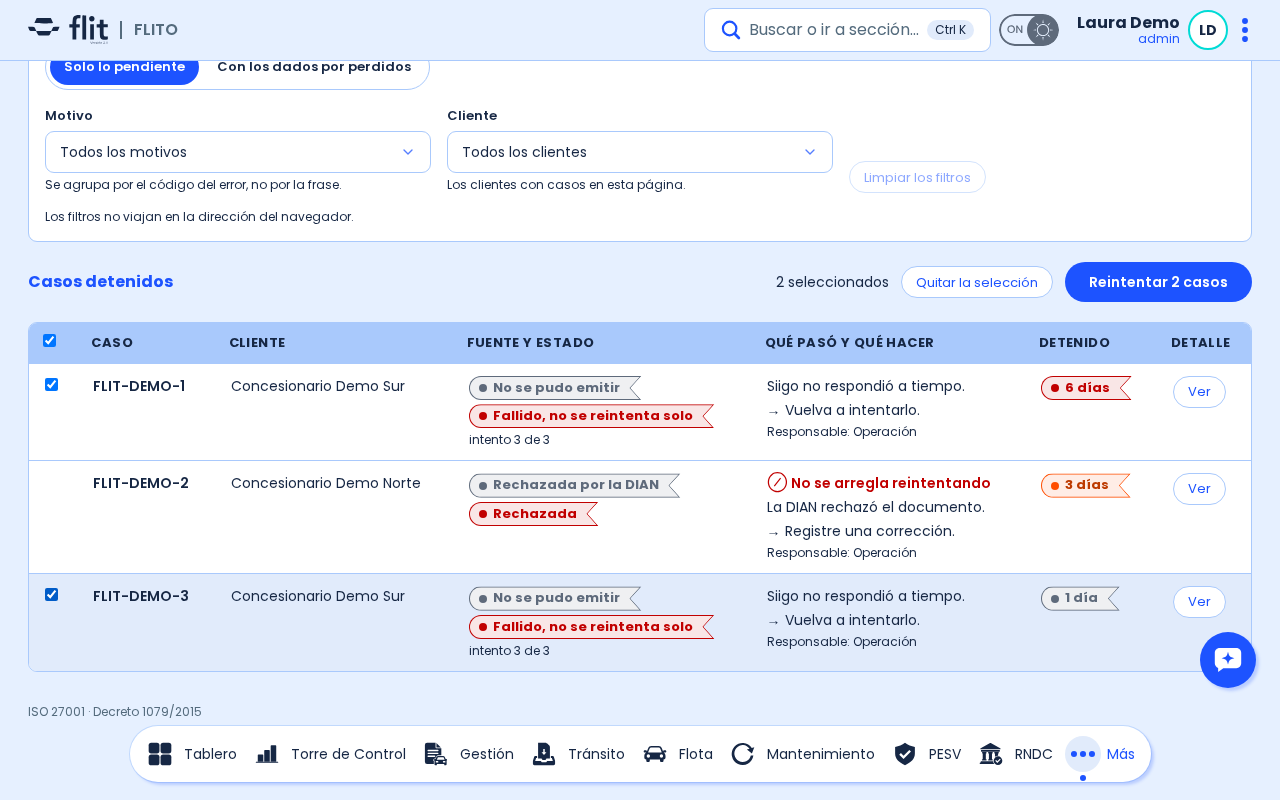 flit
FLITO
Buscar o ir a sección...
Ctrl K
ON
Laura Demo
admin
LD
Solo lo pendiente
Con los dados por perdidos
Motivo
Cliente
Todos los motivos
Todos los clientes
Limpiar los filtros
Se agrupa por el código del error, no por la frase.
Los clientes con casos en esta página.
Los filtros no viajan en la dirección del navegador.
Casos detenidos
2 seleccionados
Quitar la selección
Reintentar 2 casos
CASO
CLIENTE
FUENTE Y ESTADO
QUÉ PASÓ Y QUÉ HACER
DETENIDO
DETALLE
FLIT-DEMO-1
Concesionario Demo Sur
No se pudo emitir
Fallido, no se reintenta solo
intento 3 de 3
Siigo no respondió a tiempo.
→ Vuelva a intentarlo.
Responsable: Operación
6 días
Ver
FLIT-DEMO-2
Concesionario Demo Norte
Rechazada por la DIAN
Rechazada
No se arregla reintentando
La DIAN rechazó el documento.
→ Registre una corrección.
Responsable: Operación
3 días
Ver
FLIT-DEMO-3
Concesionario Demo Sur
No se pudo emitir
Fallido, no se reintenta solo
intento 3 de 3
Siigo no respondió a tiempo.
→ Vuelva a intentarlo.
Responsable: Operación
1 día
Ver
ISO 27001 · Decreto 1079/2015
Tablero
Torre de Control
Gestión
Tránsito
Flota
Mantenimiento
PESV
RNDC
Más